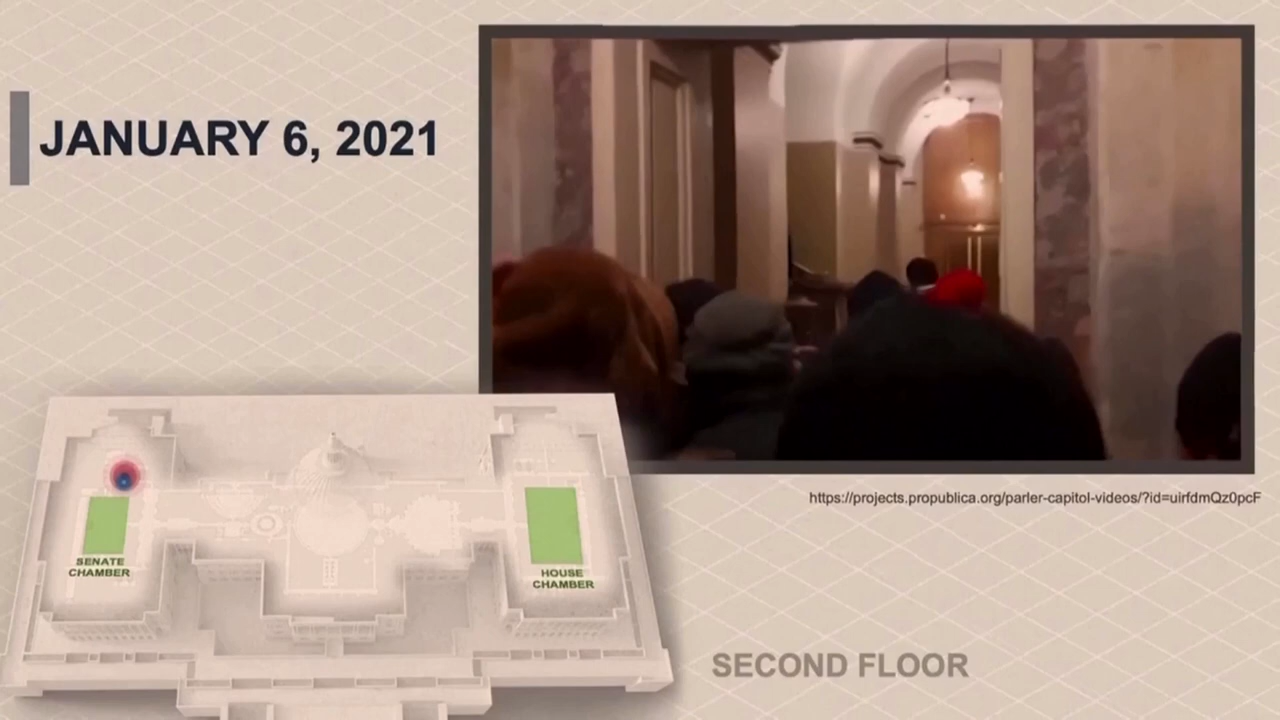 JANUARY 6, 2021
https://projects.propublica.org/parler-capitol-videos/?id=uirfdmQz0pcF
SENATE
CHAMBER
HOUSE
CHAMBER
SECOND FLOOR